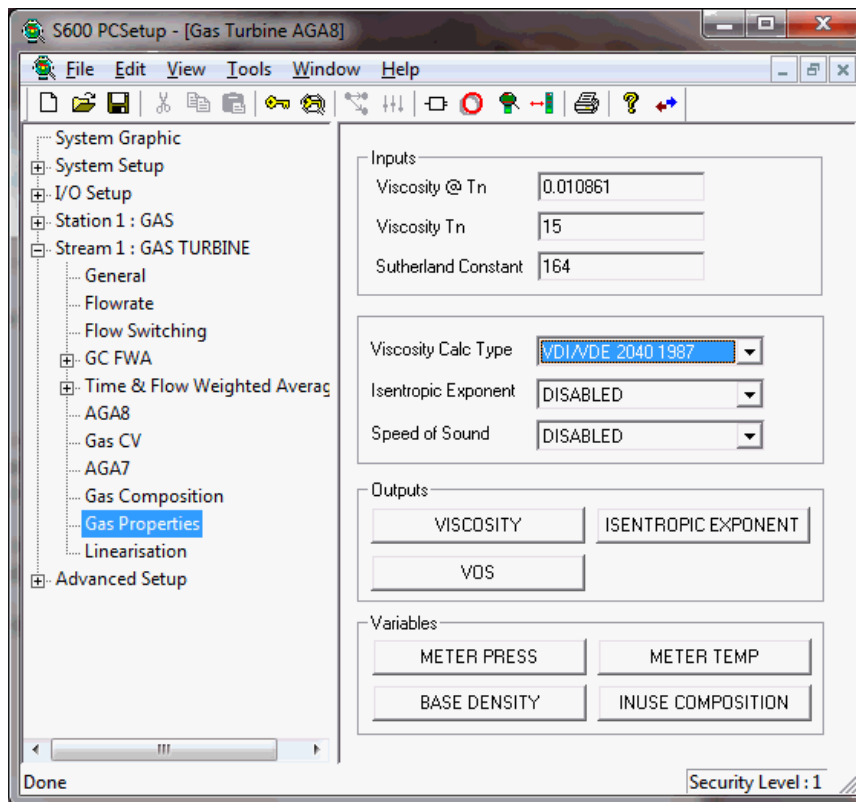 S600 PCSetup - [Gas Turbine AGA8]
File Edit View Tools Window Help
System Graphic
System Setup
I/O Setup
Station 1 : GAS
Stream 1 : GAS TURBINE
General
Flowrate
Flow Switching
GC FWA
Time & Flow Weighted Averag
AGA8
Gas CV
AGA7
Gas Composition
Gas Properties
Linearisation
Advanced Setup
Inputs
Viscosity @ Tn 0.010861
Viscosity Tn 15
Sutherland Constant 164
Viscosity Calc Type VDI/VDE 2040 1987
Isentropic Exponent DISABLED
Speed of Sound DISABLED
Outputs
VISCOSITY ISENTROPIC EXPONENT
VOS
Variables
METER PRESS METER TEMP
BASE DENSITY INUSE COMPOSITION
Done Security Level : 1